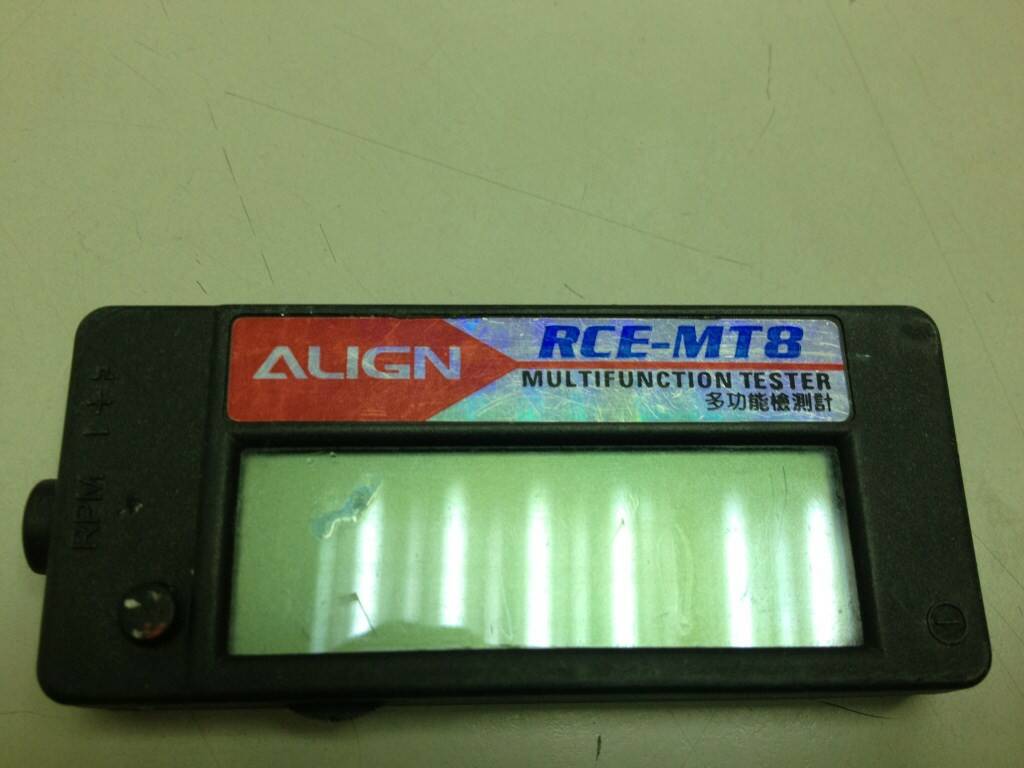 ALIGN
RCE-MT8
MULTIFUNCTION TESTER
多功能檢測計
RPM